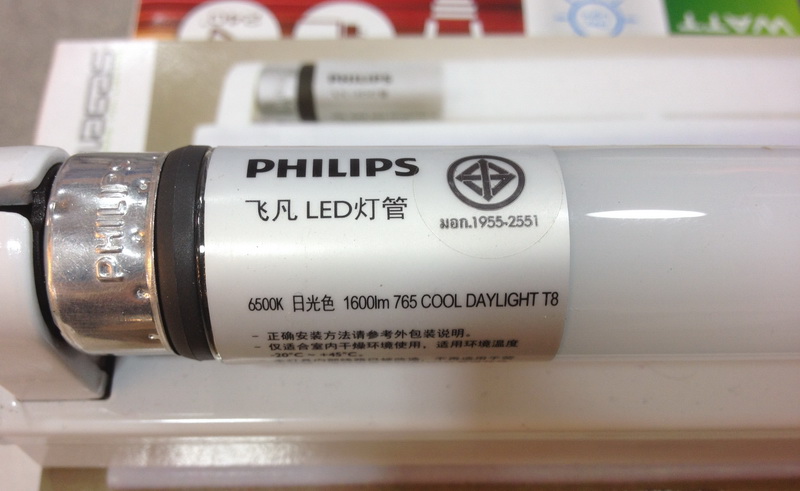 WATT
PHILIPS
PHILIPS
PHILIPS
飞凡 LED灯管
มอก.1955-2551
6500K 日光色 1600lm 765 COOL DAYLIGHT T8
- 正确安装方法请参考外包装说明。
- 仅适合室内干燥环境使用，适用环境温度
-20°C ~ +45°C。